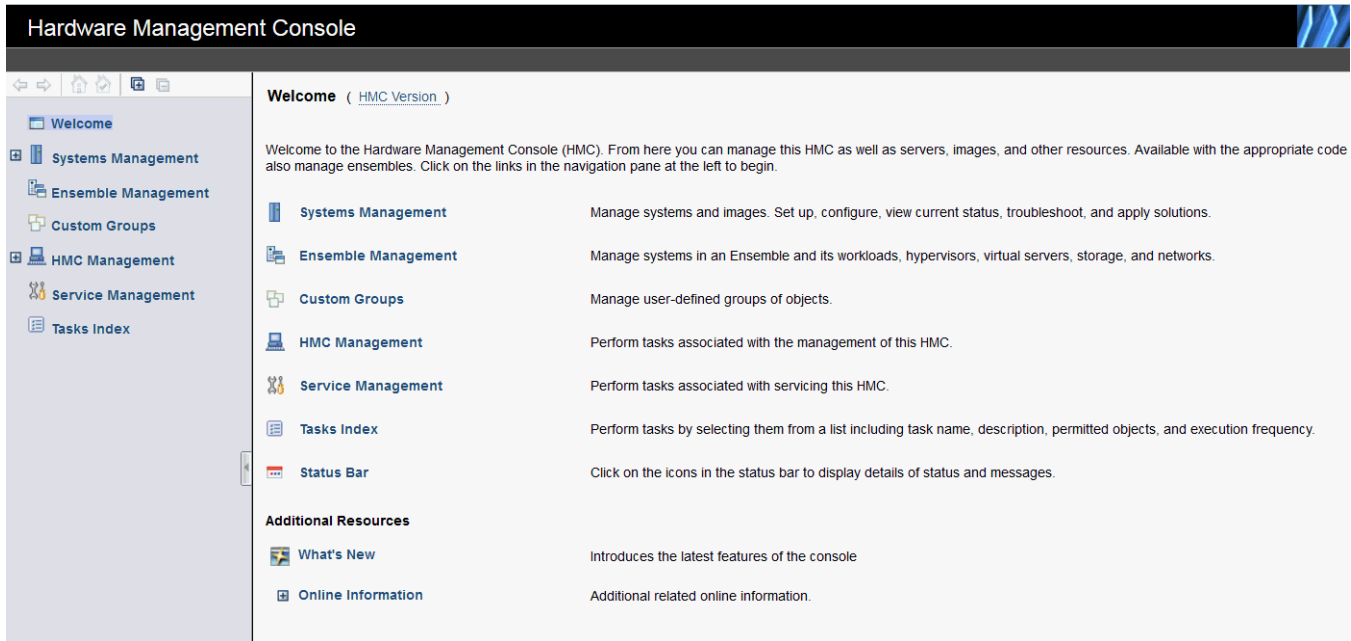 Hardware Management Console
Welcome
Systems Management
Ensemble Management
Custom Groups
HMC Management
Service Management
Tasks Index
Welcome ( HMC Version )
Welcome to the Hardware Management Console (HMC). From here you can manage this HMC as well as servers, images, and other resources. Available with the appropriate code
also manage ensembles. Click on the links in the navigation pane at the left to begin.
Systems Management Manage systems and images. Set up, configure, view current status, troubleshoot, and apply solutions.
Ensemble Management Manage systems in an Ensemble and its workloads, hypervisors, virtual servers, storage, and networks.
Custom Groups Manage user-defined groups of objects.
HMC Management Perform tasks associated with the management of this HMC.
Service Management Perform tasks associated with servicing this HMC.
Tasks Index Perform tasks by selecting them from a list including task name, description, permitted objects, and execution frequency.
Status Bar Click on the icons in the status bar to display details of status and messages.
Additional Resources
What's New Introduces the latest features of the console
Online Information Additional related online information.